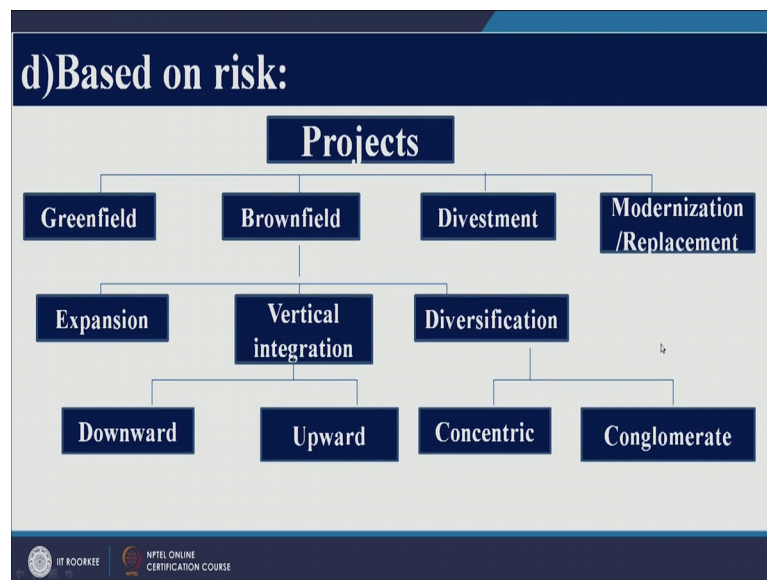 d)Based on risk:
Projects
Greenfield
Brownfield
Divestment
Modernization
/Replacement
Expansion
Vertical
integration
Diversification
Downward
Upward
Concentric
Conglomerate
IIT ROORKEE
NPTEL ONLINE
CERTIFICATION COURSE